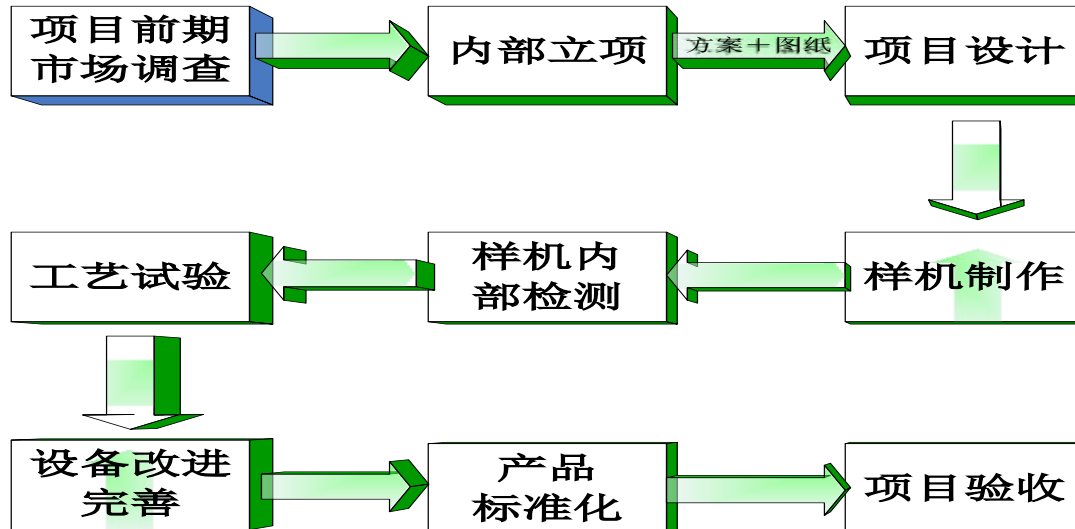 项目前期
市场调查
内部立项
方案＋图纸
项目设计
工艺试验
样机内
部检测
样机制作
设备改进
完善
产品
标准化
项目验收